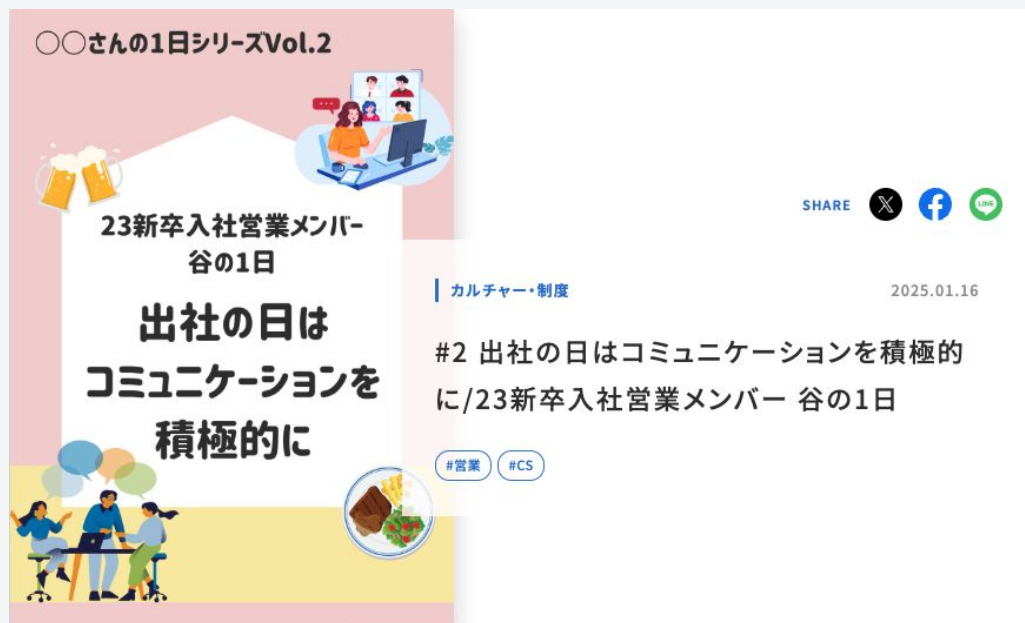 ○○さんの1日シリーズVol.2
23新卒入社営業メンバー
谷の1日
出社の日は
コミュニケーションを
積極的に
SHARE
LINE
カルチャー・制度
2025.01.16
#2 出社の日はコミュニケーションを積極的
に/23新卒入社営業メンバー 谷の1日
#営業
#CS